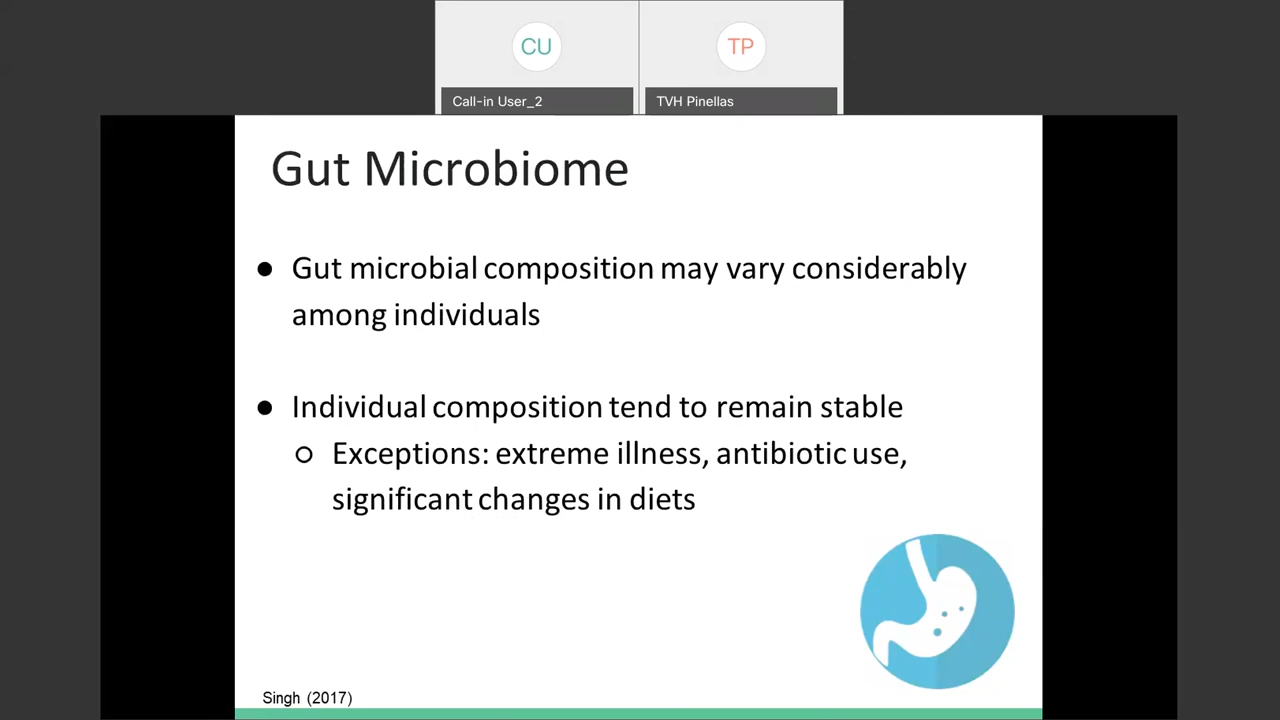 CU
TP
Call-in User_2
TVH Pinellas
Gut Microbiome
● Gut microbial composition may vary considerably
among individuals
● Individual composition tend to remain stable
○ Exceptions: extreme illness, antibiotic use,
significant changes in diets
Singh (2017)